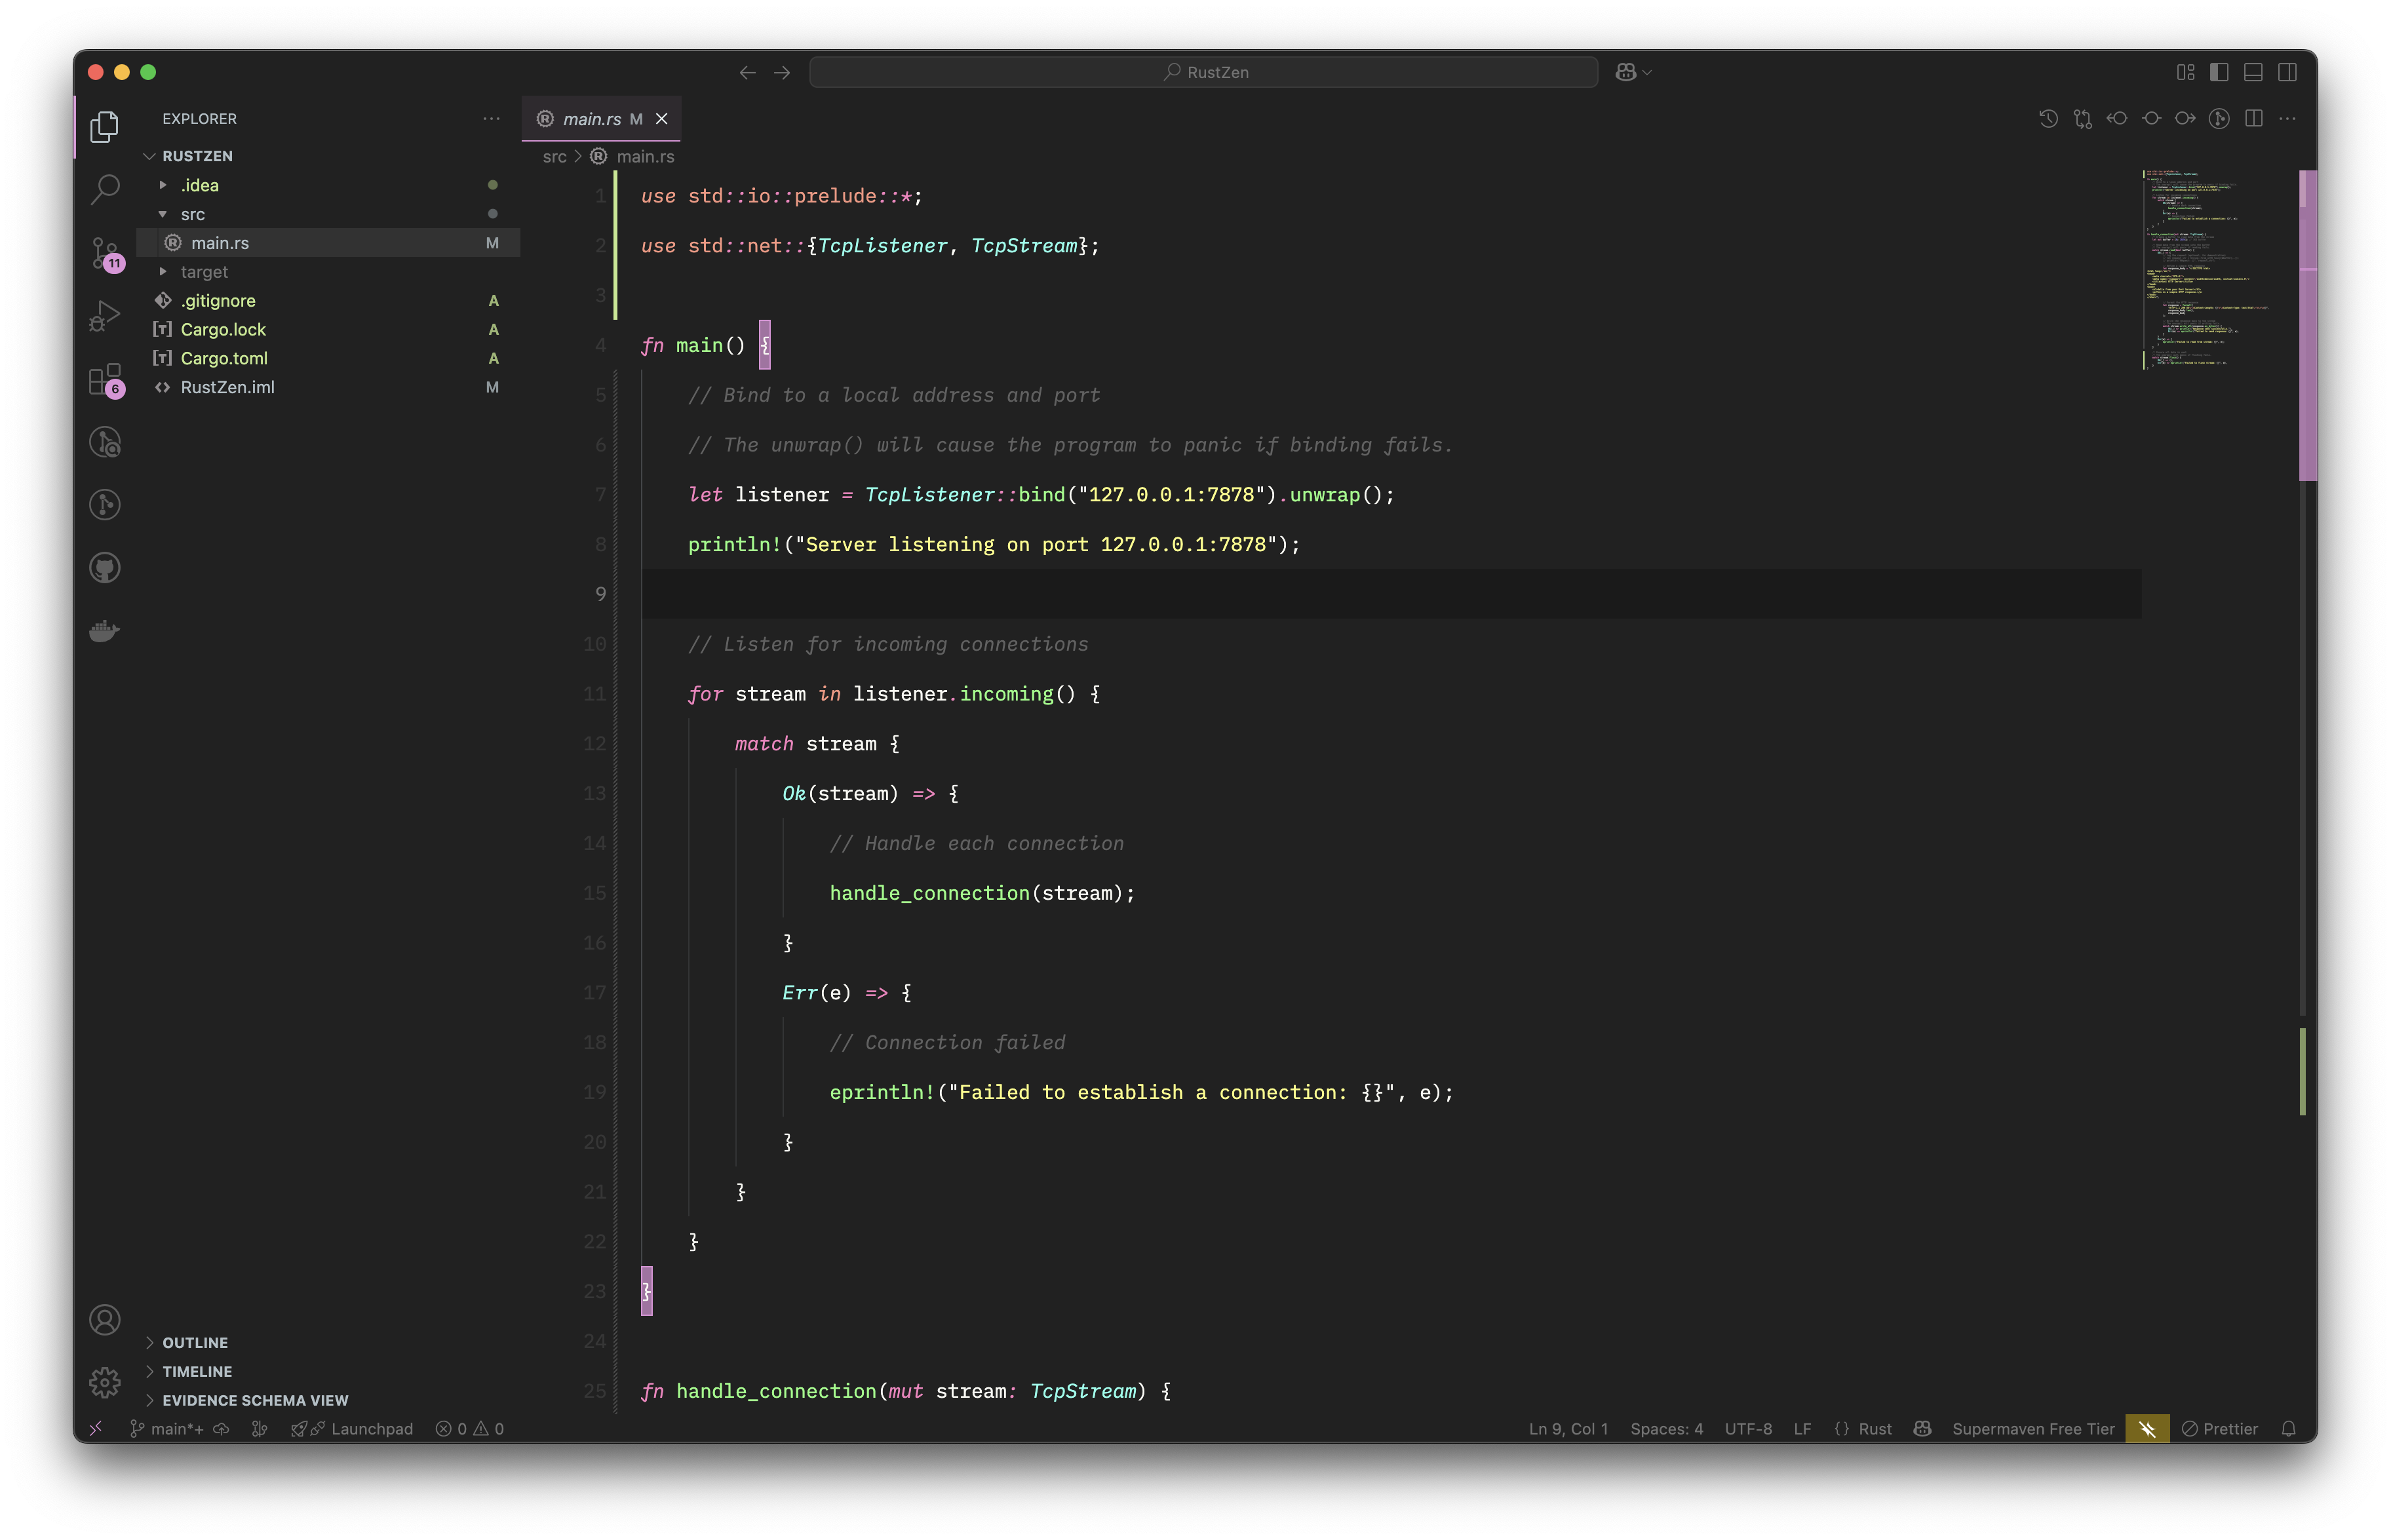 RustZen
EXPLORER
RUSTZEN
.idea
src
main.rs M
target
.gitignore A
Cargo.lock A
Cargo.toml A
RustZen.iml M
11
6
OUTLINE
TIMELINE
EVIDENCE SCHEMA VIEW
main.rs M
src > main.rs
1 use std::io::prelude::*;
2 use std::net::{TcpListener, TcpStream};
3
4 fn main() {
5 // Bind to a local address and port
6 // The unwrap() will cause the program to panic if binding fails.
7 let listener = TcpListener::bind("127.0.0.1:7878").unwrap();
8 println!("Server listening on port 127.0.0.1:7878");
9
10 // Listen for incoming connections
11 for stream in listener.incoming() {
12 match stream {
13 Ok(stream) => {
14 // Handle each connection
15 handle_connection(stream);
16 }
17 Err(e) => {
18 // Connection failed
19 eprintln!("Failed to establish a connection: {}", e);
20 }
21 }
22 }
23 }
24
25 fn handle_connection(mut stream: TcpStream) {
main*+ Launchpad 0 0 Ln 9, Col 1 Spaces: 4 UTF-8 LF {} Rust Supermaven Free Tier Prettier